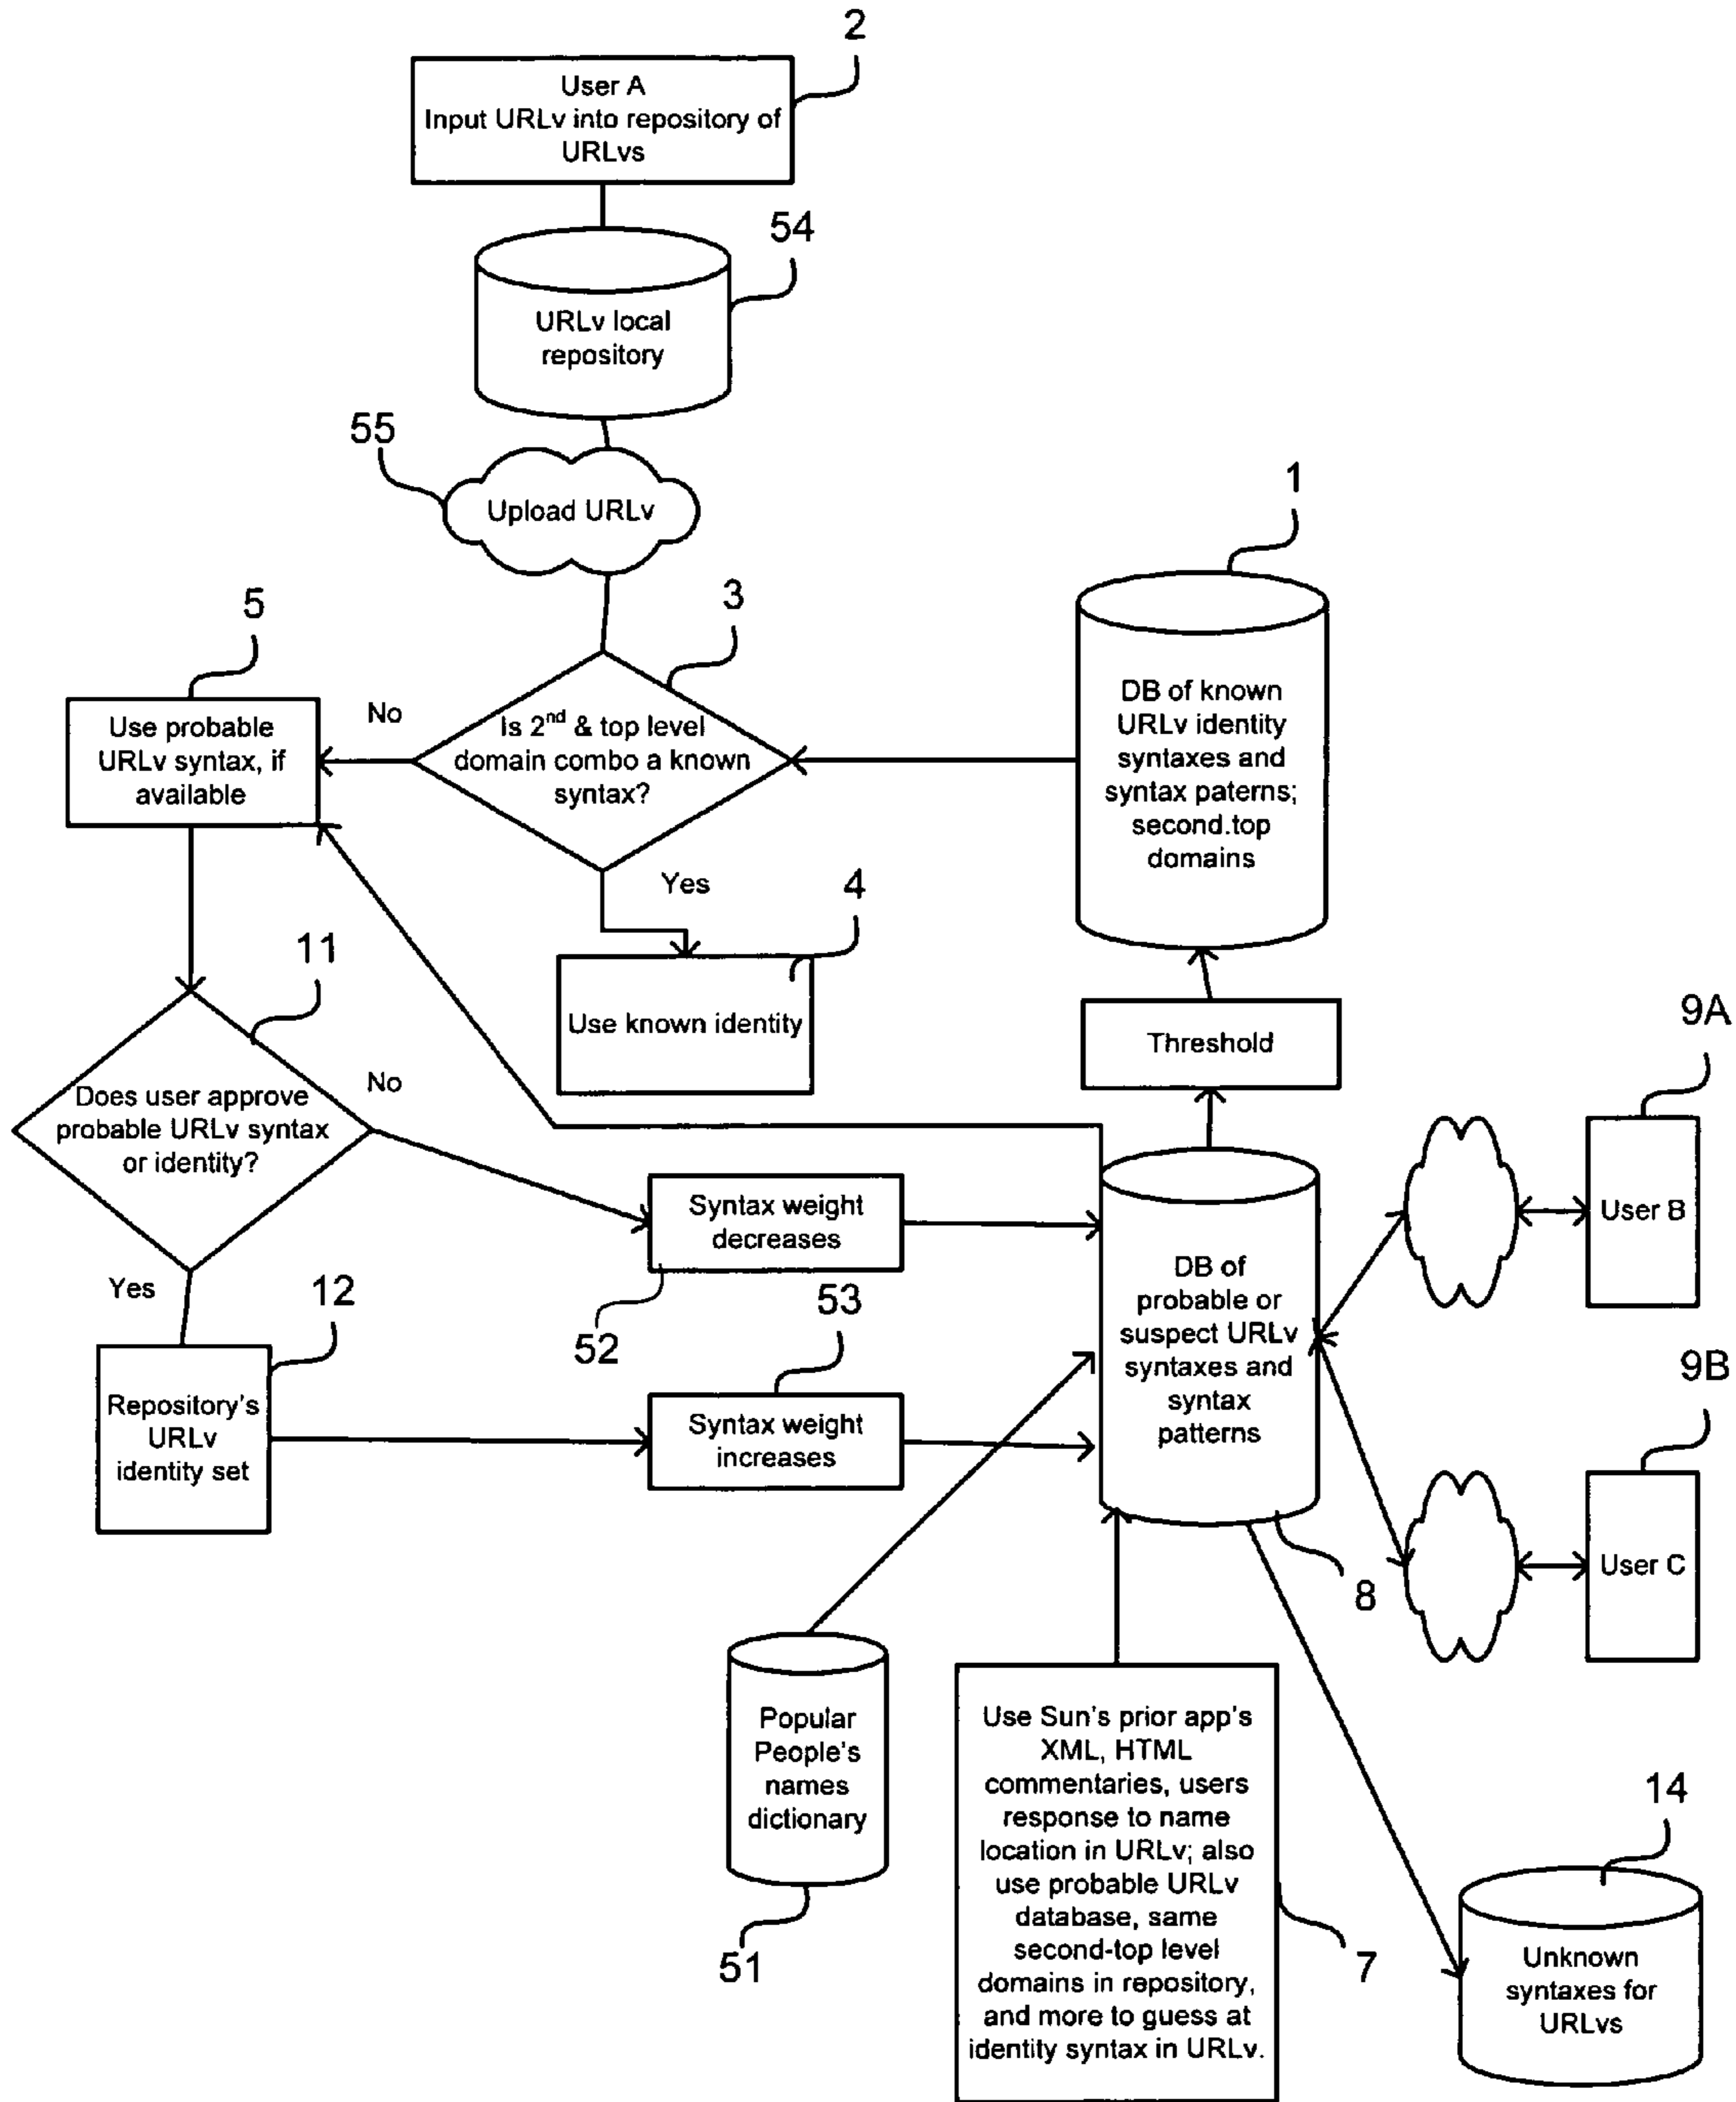 2
User A
Input URLv into repository of
URLvs
54
URLv local
repository
55
Upload URLv
1
5
3
DB of known
URLv identity
syntaxes and
syntax paterns;
second.top
domains
Use probable
URLv syntax, if
available
No
Is 2nd & top level
domain combo a known
syntax?
Yes
4
11
Use known identity
Threshold
9A
Does user approve
probable URLv syntax
or identity?
No
User B
Syntax weight
decreases
52
DB of
probable or
suspect URLv
syntaxes and
syntax
patterns
Yes
12
53
9B
Repository's
URLv
identity set
Syntax weight
increases
User C
8
Popular
People's
names
dictionary
51
Use Sun's prior app's
XML, HTML
commentaries, users
response to name
location in URLv; also
use probable URLv
database, same
second-top level
domains in repository,
and more to guess at
identity syntax in URLv.
7
14
Unknown
syntaxes for
URLvs